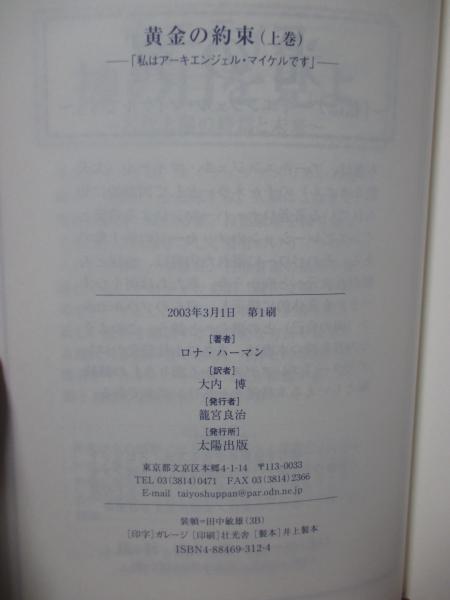 黄金の約束(上巻)
―「私はアーキエンジェル・マイケルです」―
2003年3月1日 第1刷
[著者]
ロナ・ハーマン
[訳者]
大内 博
[発行者]
籠宮良治
[発行所]
太陽出版
東京都文京区本郷4-1-14 〒113-0033
TEL 03(3814)0471 FAX 03(3814)2366
E-mail taiyoshuppan@par.odn.ne.jp
装幀=田中敏雄(3B)
[印字]ガレージ [印刷]壮光舎 [製本]井上製本
ISBN4-88469-312-4